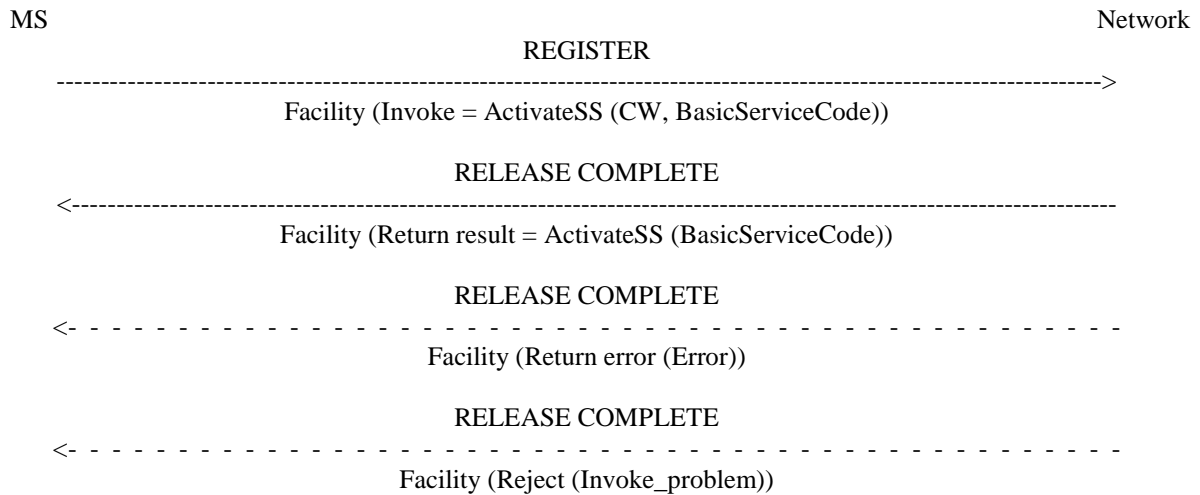 MS Network
REGISTER
Facility (Invoke = ActivateSS (CW, BasicServiceCode))
RELEASE COMPLETE
Facility (Return result = ActivateSS (BasicServiceCode))
RELEASE COMPLETE
Facility (Return error (Error))
RELEASE COMPLETE
Facility (Reject (Invoke_problem))